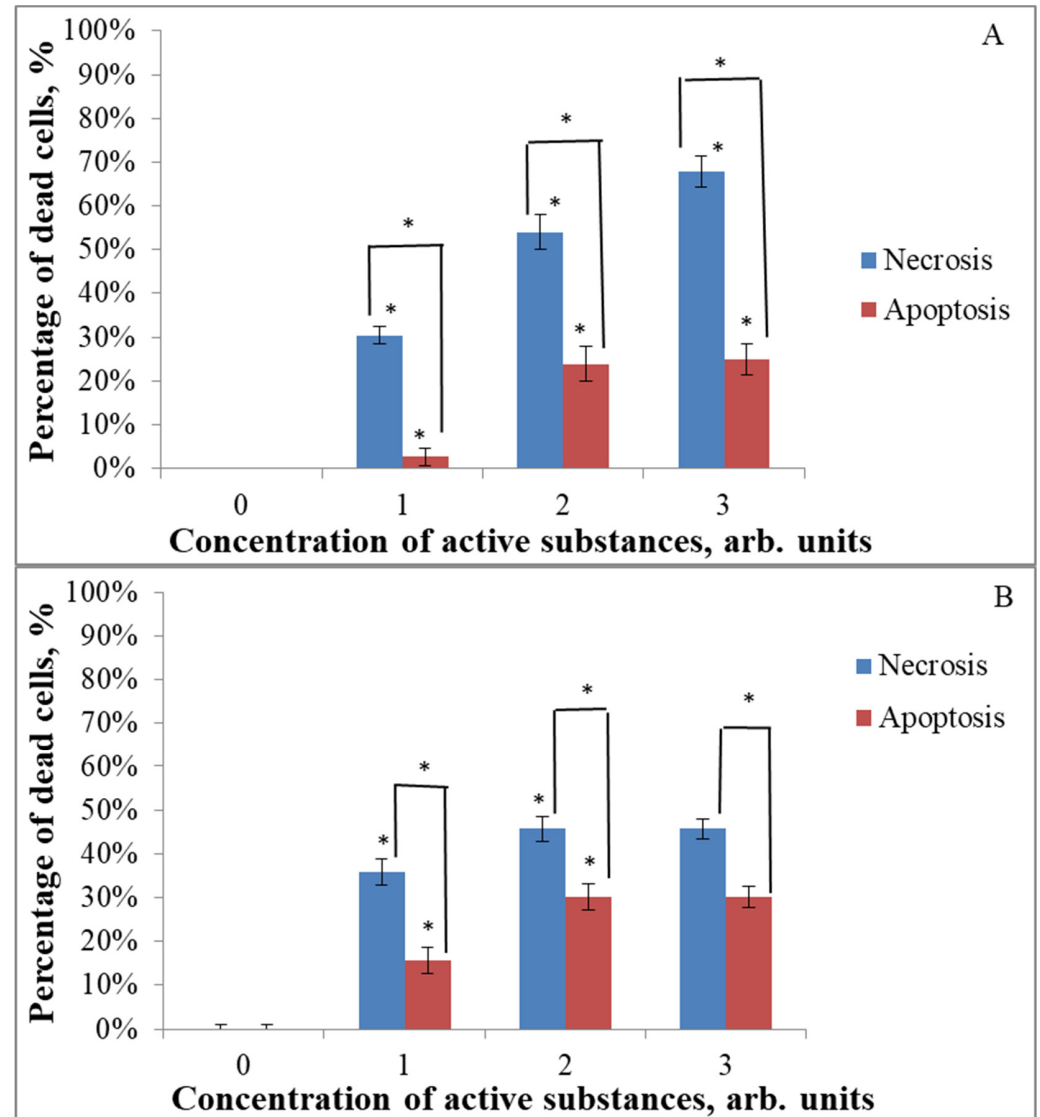 A
100%
90%
80%
70%
60%
50%
40%
30%
20%
10%
0%
Percentage of dead cells, %
* * *
* * *
* * *
Necrosis
Apoptosis
0 1 2 3
Concentration of active substances, arb. units
B
100%
90%
80%
70%
60%
50%
40%
30%
20%
10%
0%
Percentage of dead cells, %
* * *
* *
* *
Necrosis
Apoptosis
0 1 2 3
Concentration of active substances, arb. units